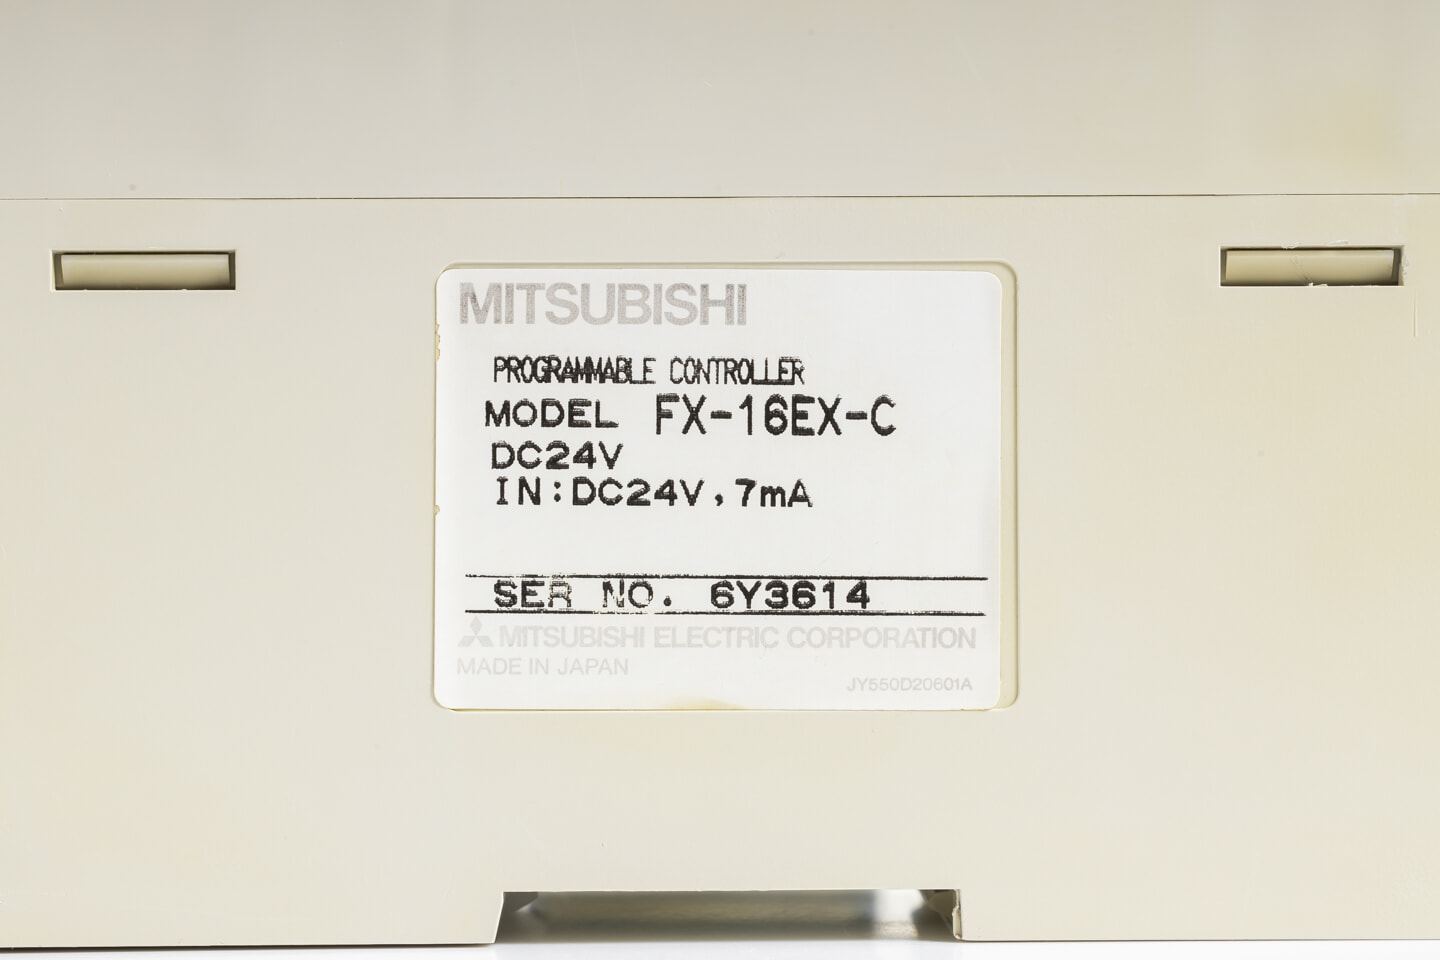 MITSUBISHI
PROGRAMMABLE CONTROLLER
MODEL FX-16EX-C
DC24V
IN:DC24V,7mA
SER NO. 6Y3614
MITSUBISHI ELECTRIC CORPORATION
MADE IN JAPAN
JY550D20601A